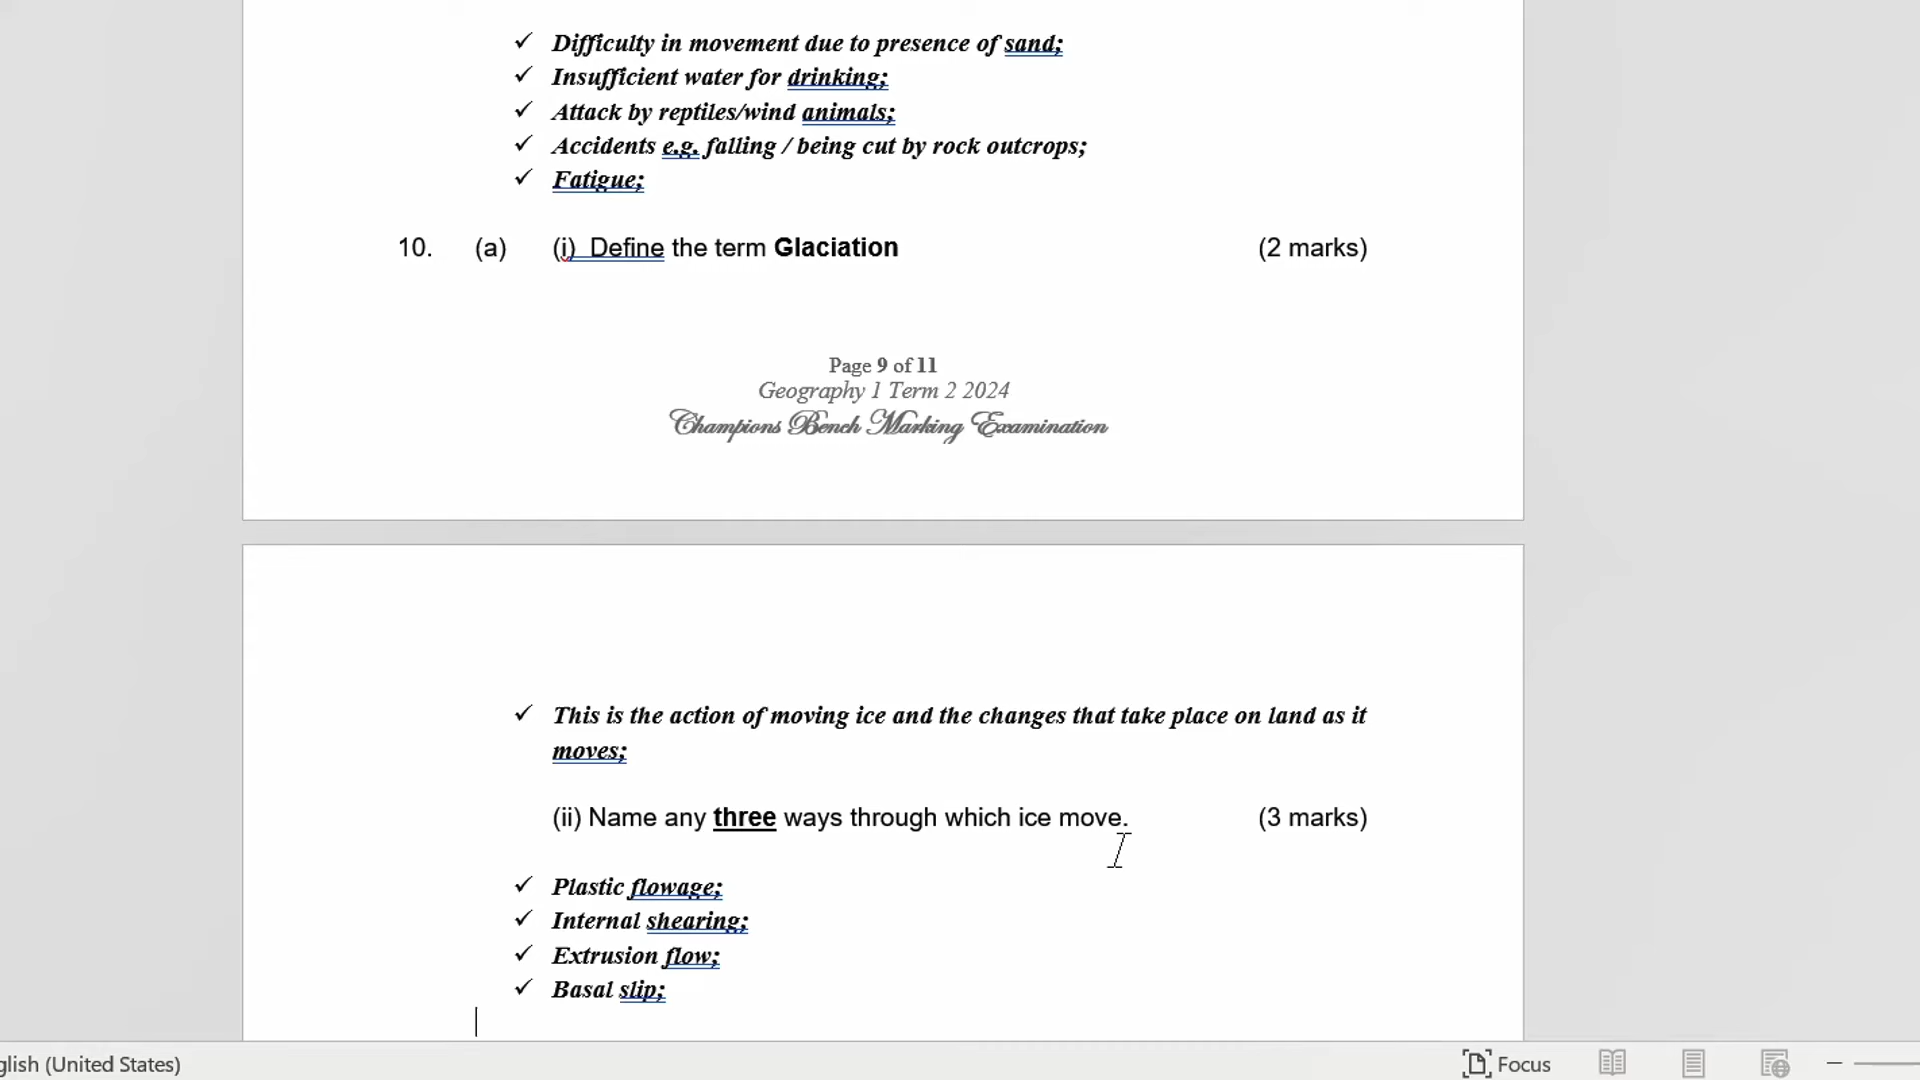 ✓ Difficulty in movement due to presence of sand;
✓ Insufficient water for drinking;
✓ Attack by reptiles/wind animals;
✓ Accidents e.g. falling / being cut by rock outcrops;
✓ Fatigue;
10. (a) (i) Define the term Glaciation (2 marks)
Page 9 of 11
Geography 1 Term 2 2024
Champions Bench Marking Examination
✓ This is the action of moving ice and the changes that take place on land as it
moves;
(ii) Name any three ways through which ice move. (3 marks)
✓ Plastic flowage;
✓ Internal shearing;
✓ Extrusion flow;
✓ Basal slip;
glish (United States) Focus